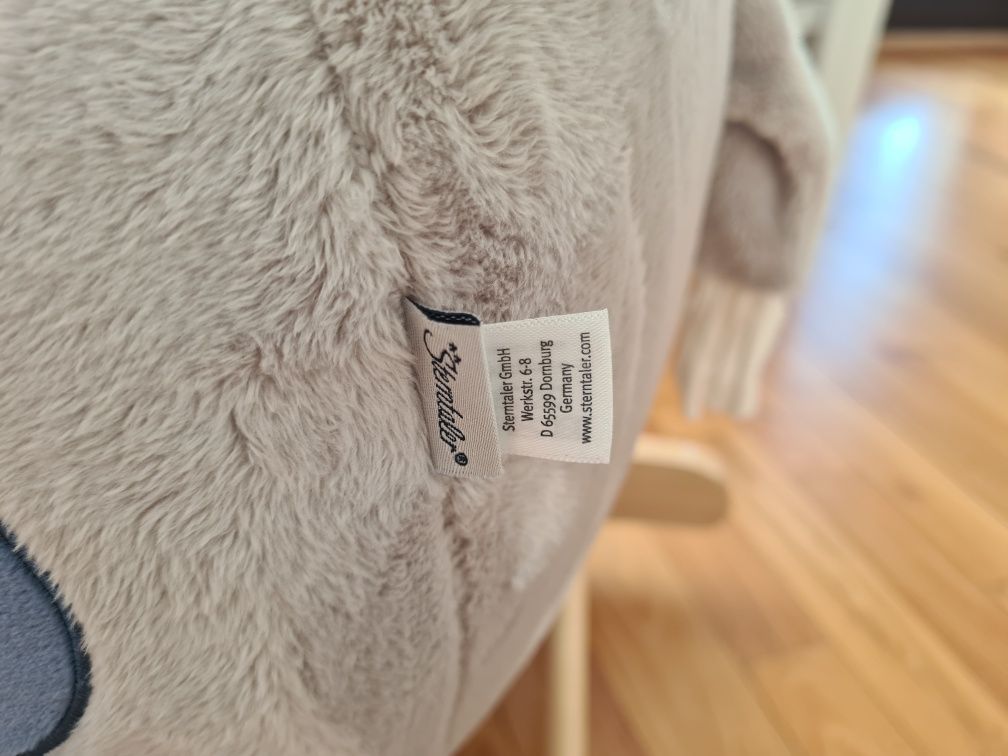 Sterntaler®
Sterntaler GmbH
Werkstr. 6-8
D 65599 Dornburg
Germany
www.sterntaler.com